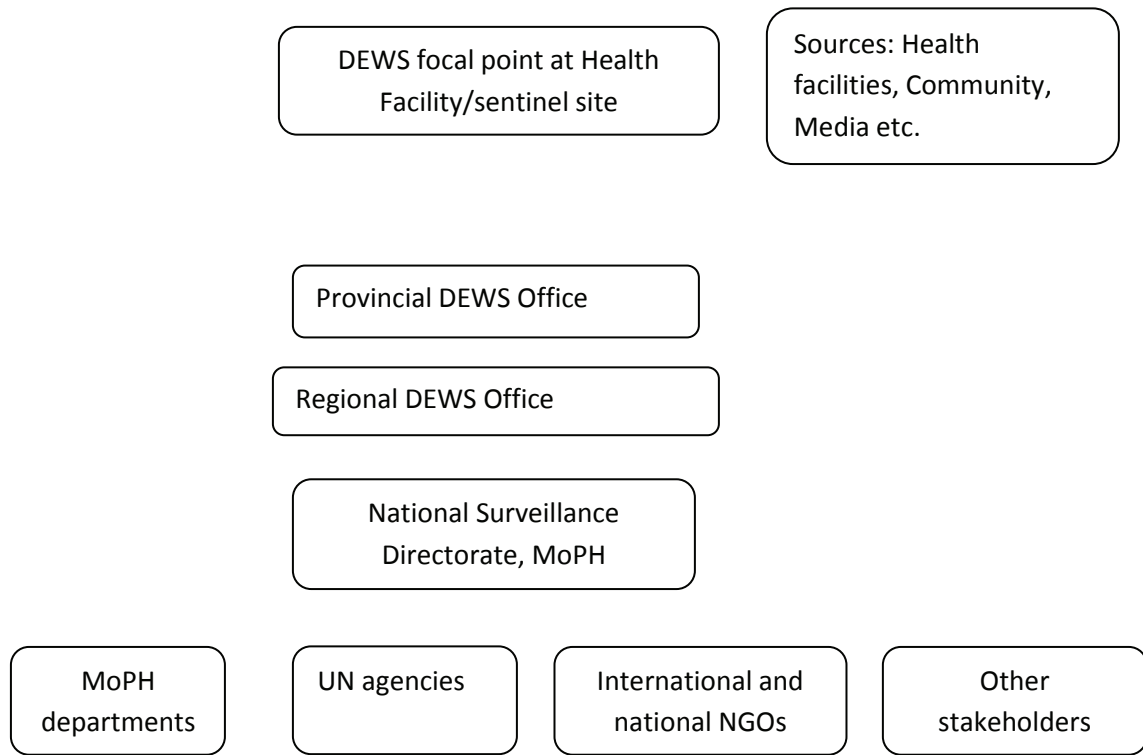 DEWS focal point at Health
Facility/sentinel site
Sources: Health
facilities, Community,
Media etc.
Provincial DEWS Office
Regional DEWS Office
National Surveillance
Directorate, MoPH
MoPH
departments
UN agencies
International and
national NGOs
Other
stakeholders